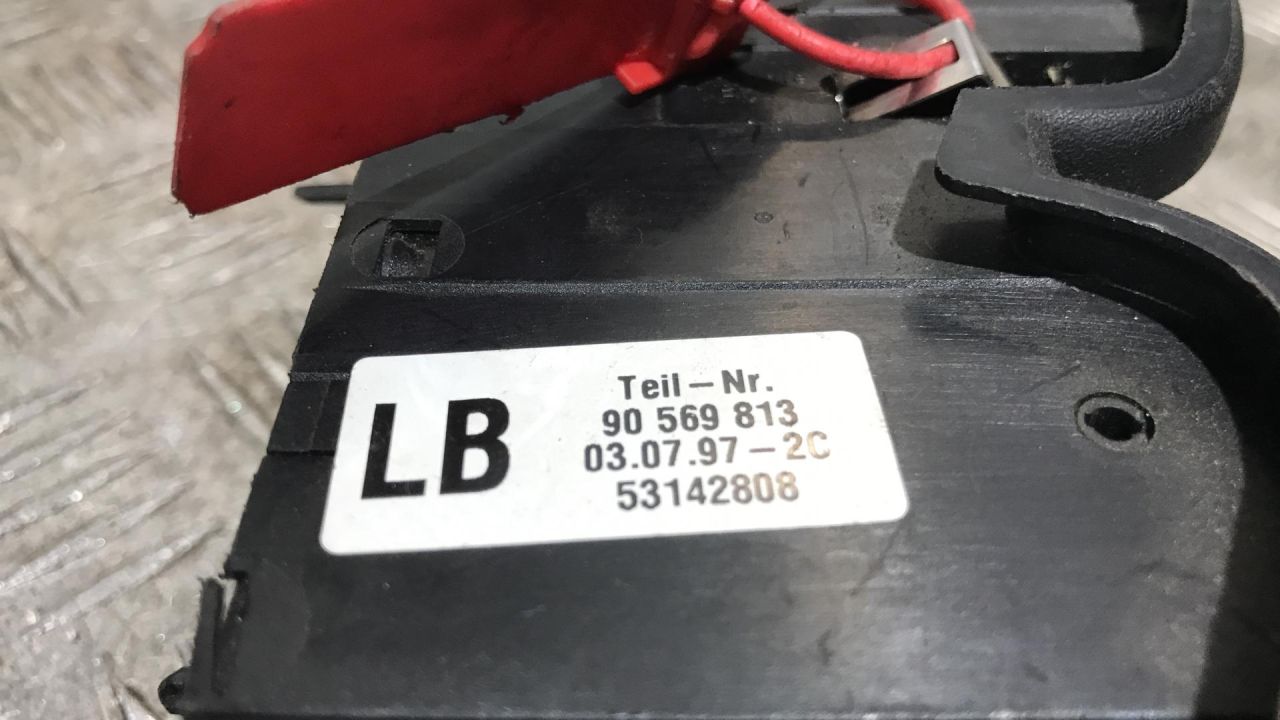 LB
Teil – Nr.
90 569 813
03.07.97 – 2C
53142808